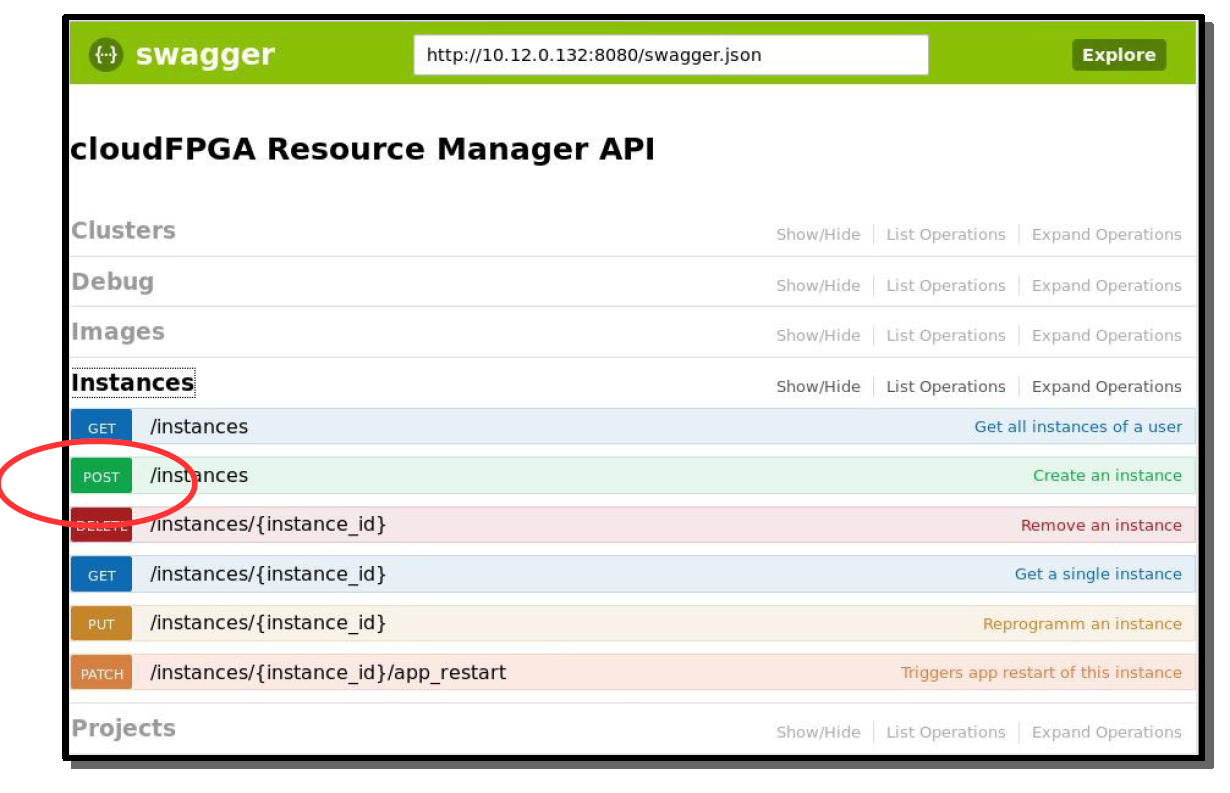 {···} swagger http://10.12.0.132:8080/swagger.json Explore
cloudFPGA Resource Manager API
Clusters Show/Hide List Operations Expand Operations
Debug Show/Hide List Operations Expand Operations
Images Show/Hide List Operations Expand Operations
Instances Show/Hide List Operations Expand Operations
GET /instances Get all instances of a user
POST /instances Create an instance
DELETE /instances/{instance_id} Remove an instance
GET /instances/{instance_id} Get a single instance
PUT /instances/{instance_id} Reprogramm an instance
PATCH /instances/{instance_id}/app_restart Triggers app restart of this instance
Projects Show/Hide List Operations Expand Operations